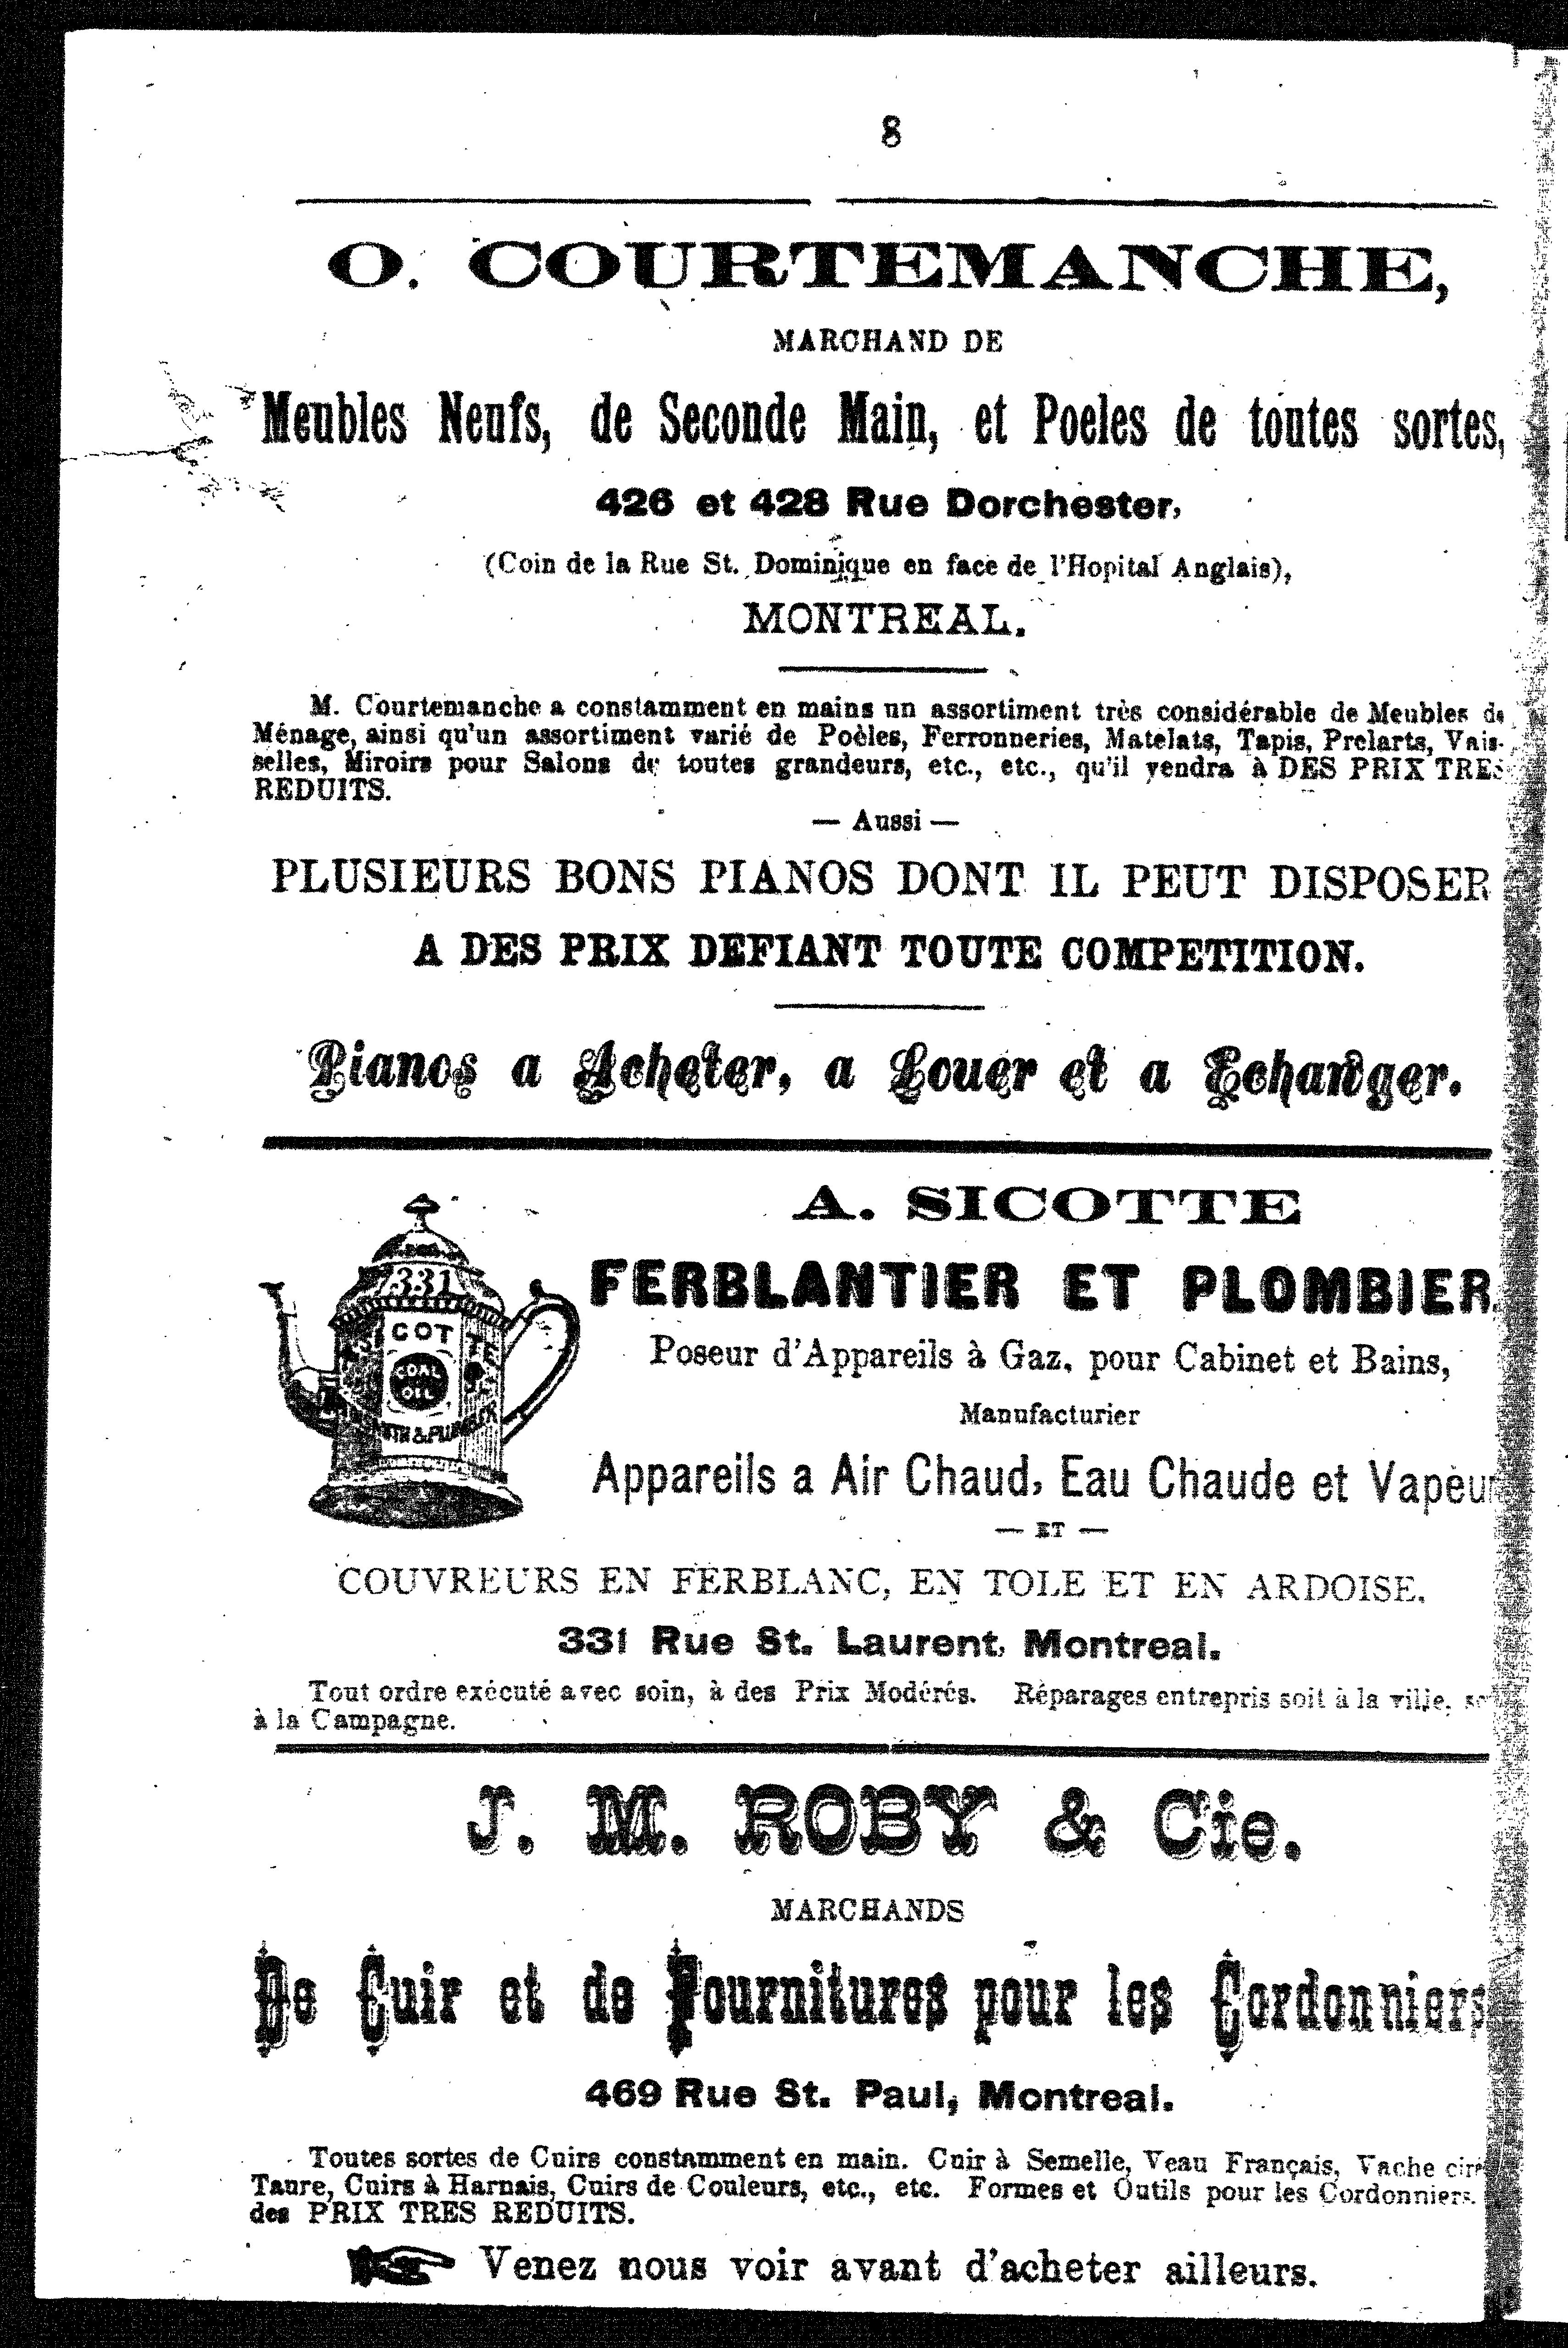 8
O. COURTEMANCHE,
MARCHAND DE
Meubles Neufs, de Seconde Main, et Poeles de toutes sortes,
426 et 428 Rue Dorchester,
(Coin de la Rue St. Dominique en face de l'Hopital Anglais),
MONTREAL.
M. Courtemanche a constamment en mains un assortiment très considérable de Meubles de
Ménage, ainsi qu'un assortiment varié de Poèles, Ferronneries, Matelats, Tapis, Prelarts, Vais-
selles, Miroirs pour Salons de toutes grandeurs, etc., etc., qu'il vendra à DES PRIX TRES
REDUITS.
— Aussi —
PLUSIEURS BONS PIANOS DONT IL PEUT DISPOSER
A DES PRIX DEFIANT TOUTE COMPETITION.
Pianos a Acheter, a Louer et a Echanger.
A. SICOTTE
331
FERBLANTIER ET PLOMBIER.
COT TE
COAL
OIL
Poseur d'Appareils à Gaz, pour Cabinet et Bains,
Manufacturier
Appareils a Air Chaud, Eau Chaude et Vapeur
— ET —
COUVREURS EN FERBLANC, EN TOLE ET EN ARDOISE.
331 Rue St. Laurent, Montreal.
Tout ordre exécuté avec soin, à des Prix Modérés. Réparages entrepris soit à la ville,
à la Campagne.
J. M. ROBY & Cie.
MARCHANDS
De Cuir et de Fournitures pour les Cordonniers
469 Rue St. Paul, Montreal.
Toutes sortes de Cuirs constamment en main. Cuir à Semelle, Veau Français, Vache
Taure, Cuirs à Harnais, Cuirs de Couleurs, etc., etc. Formes et Outils pour les Cordonniers.
des PRIX TRES REDUITS.
Venez nous voir avant d'acheter ailleurs.